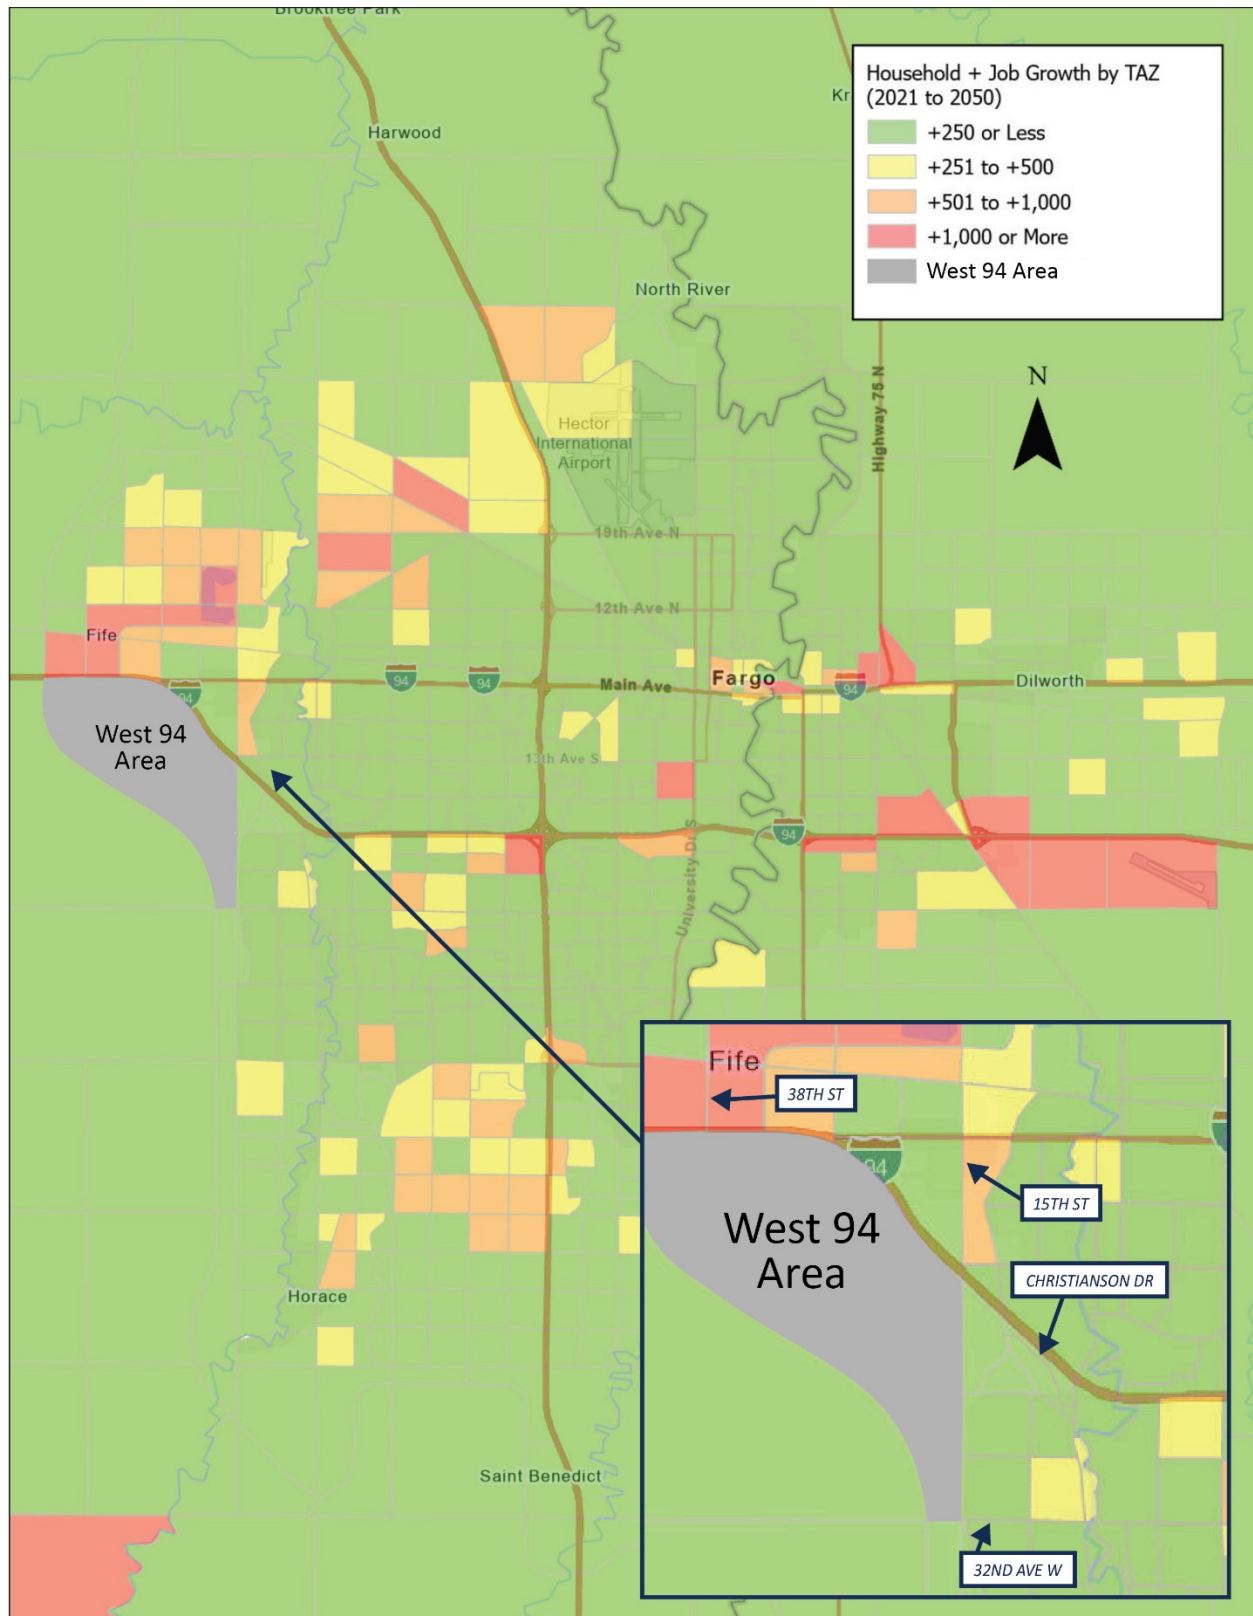 Brooktree Park
Household + Job Growth by TAZ
(2021 to 2050)
+250 or Less
+251 to +500
+501 to +1,000
+1,000 or More
West 94 Area
Harwood
North River
N
Highway 75 N
Hector
International
Airport
19th Ave N
12th Ave N
Fife
94
94
94
Main Ave
Fargo
94
Dilworth
West 94
Area
13th Ave S
94
University Dr S
Horace
Saint Benedict
Fife
38TH ST
94
15TH ST
West 94
Area
CHRISTIANSON DR
32ND AVE W